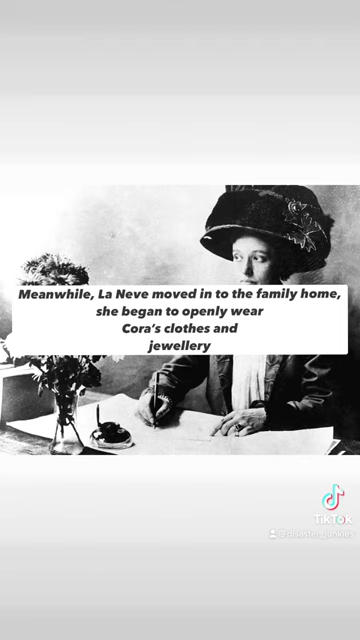 Meanwhile, La Neve moved in to the family home,
she began to openly wear
Cora's clothes and
jewellery
TikTok
@disaster_junkies